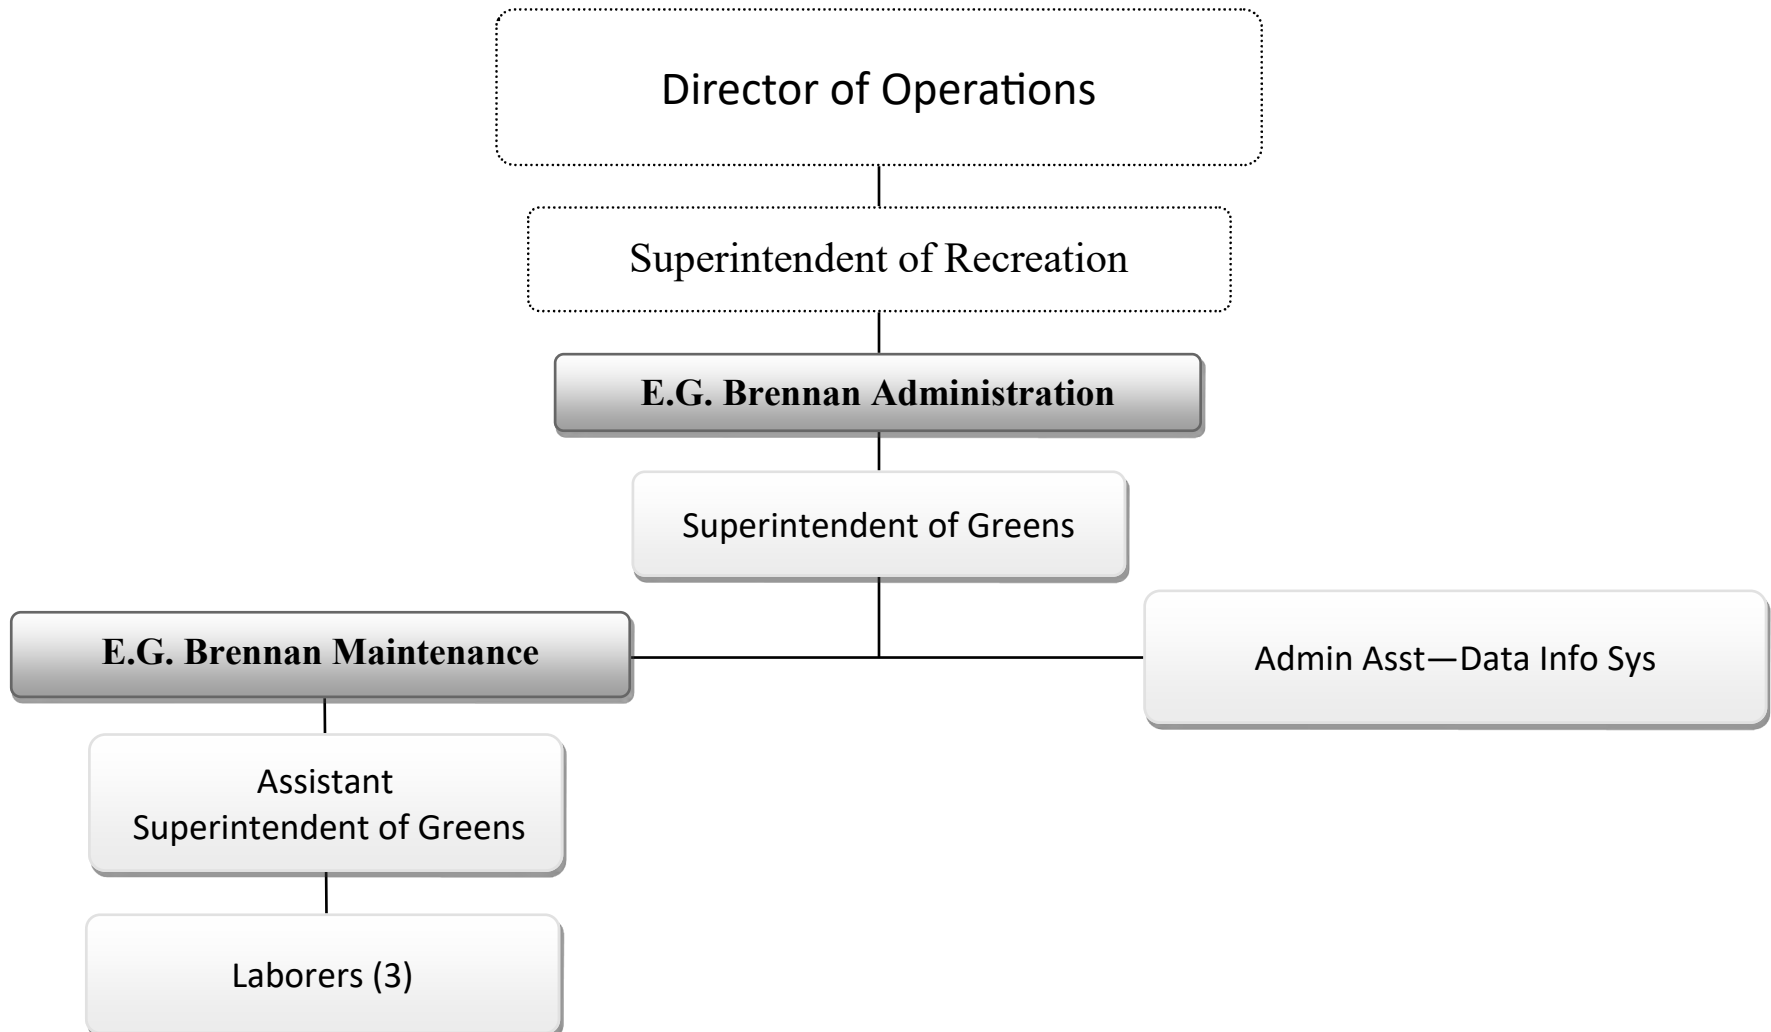 Director of Operations
Superintendent of Recreation
E.G. Brennan Administration
Superintendent of Greens
E.G. Brennan Maintenance
Admin Asst—Data Info Sys
Assistant
Superintendent of Greens
Laborers (3)